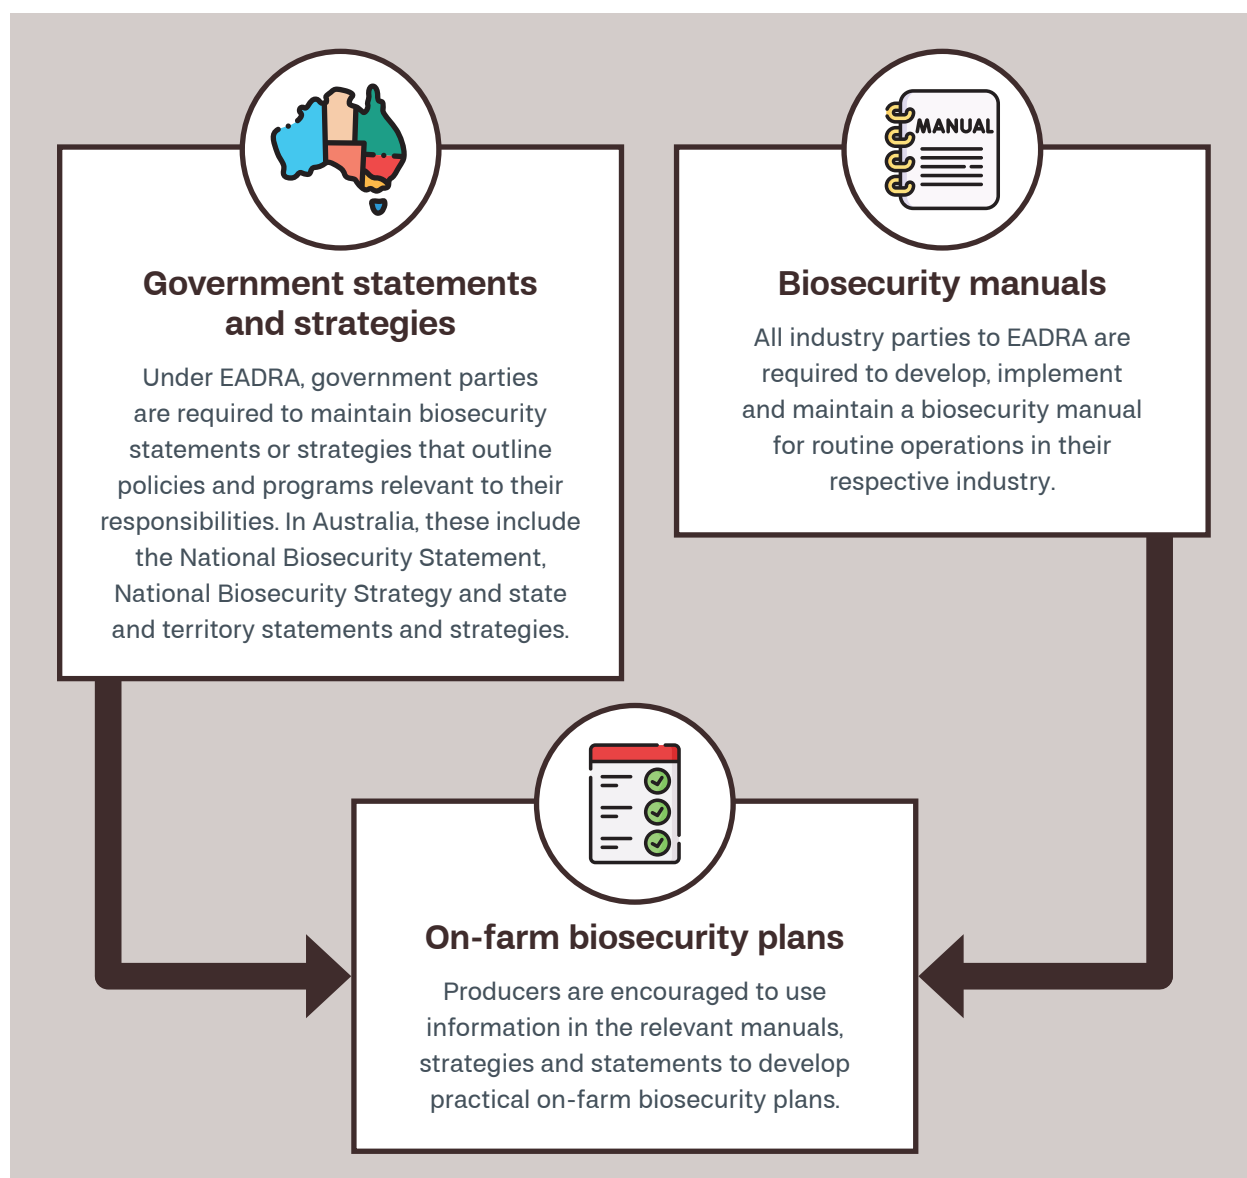 Government statements
and strategies
Under EADRA, government parties
are required to maintain biosecurity
statements or strategies that outline
policies and programs relevant to their
responsibilities. In Australia, these include
the National Biosecurity Statement,
National Biosecurity Strategy and state
and territory statements and strategies.
MANUAL
Biosecurity manuals
All industry parties to EADRA are
required to develop, implement
and maintain a biosecurity manual
for routine operations in their
respective industry.
On-farm biosecurity plans
Producers are encouraged to use
information in the relevant manuals,
strategies and statements to develop
practical on-farm biosecurity plans.